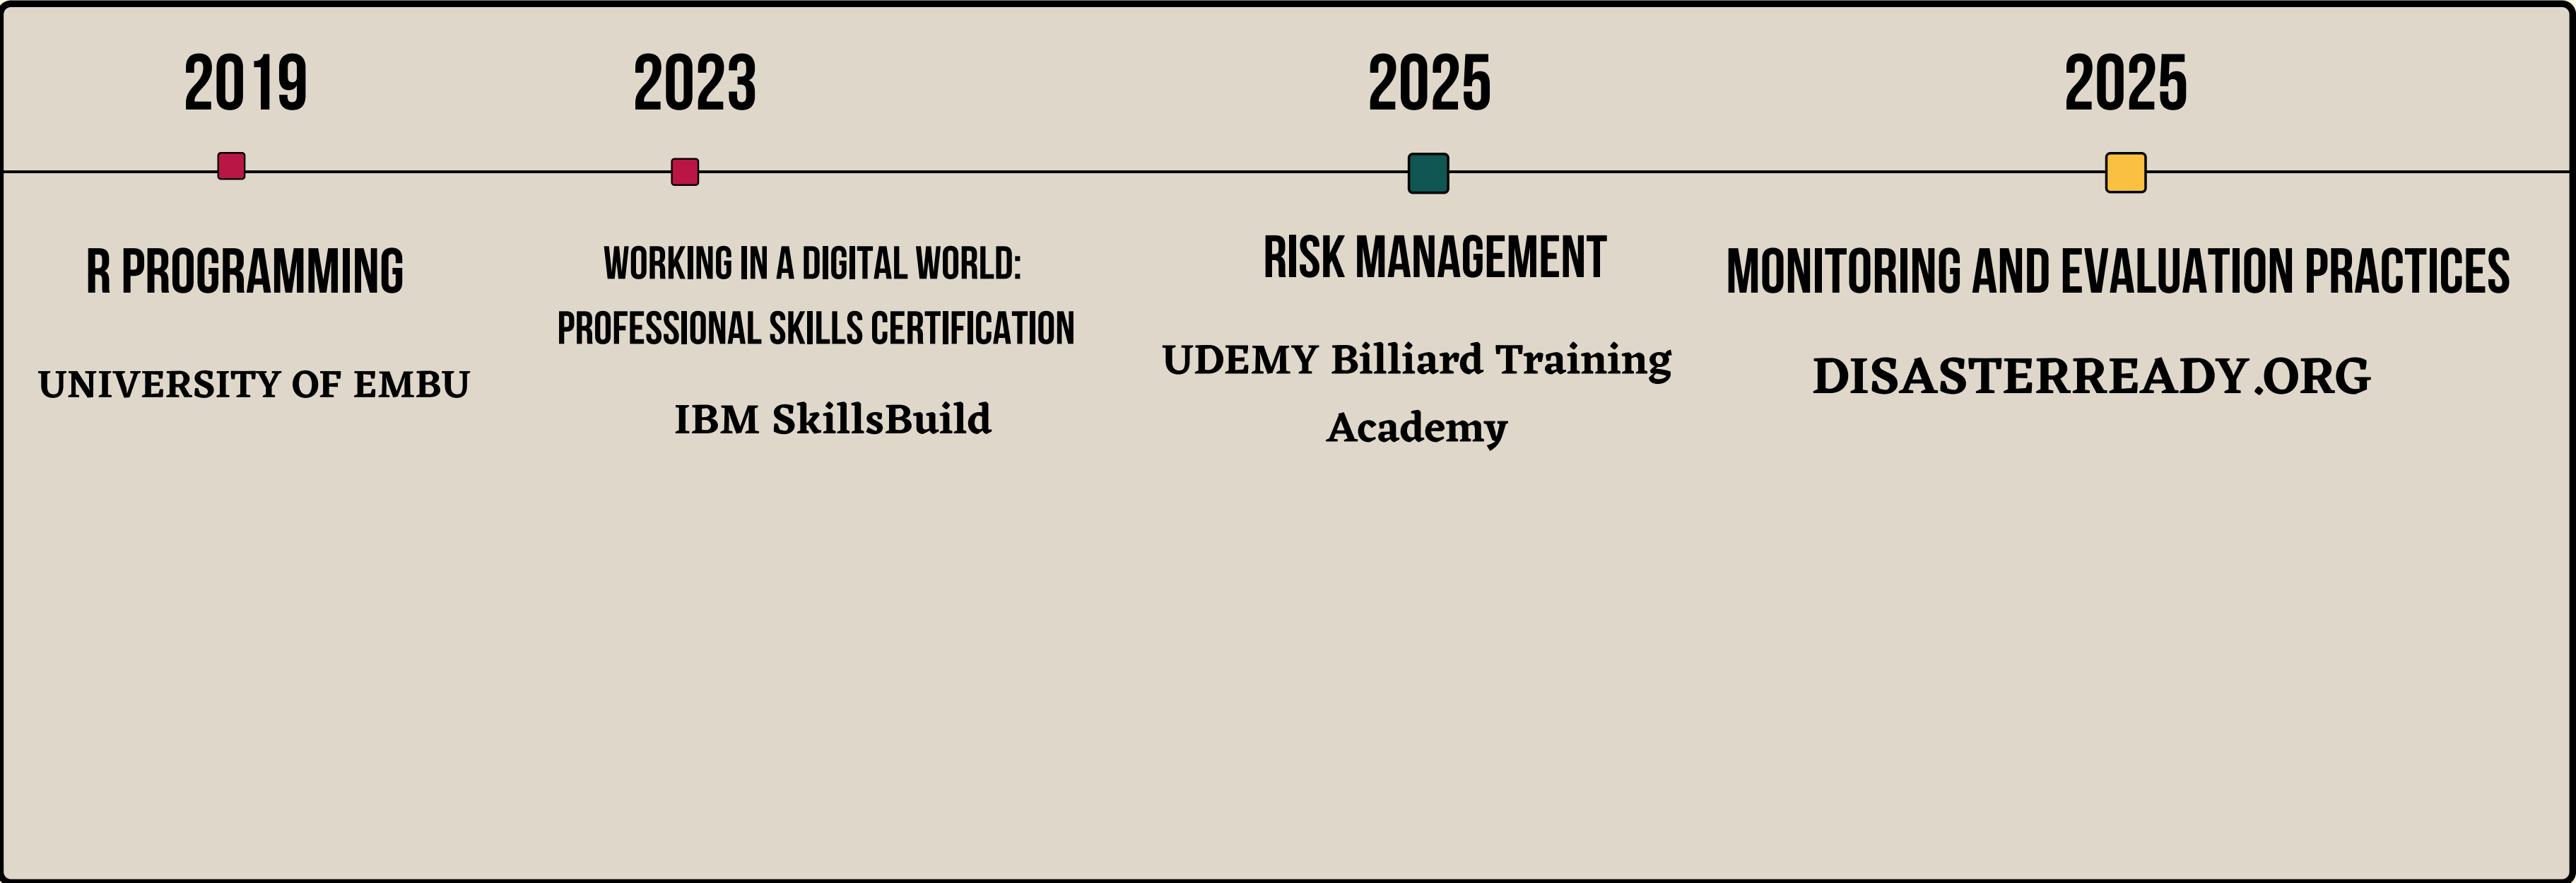 2019
R PROGRAMMING
UNIVERSITY OF EMBU
2023
WORKING IN A DIGITAL WORLD:
PROFESSIONAL SKILLS CERTIFICATION
IBM SkillsBuild
2025
RISK MANAGEMENT
UDEMY Billiard Training
Academy
2025
MONITORING AND EVALUATION PRACTICES
DISASTERREADY.ORG